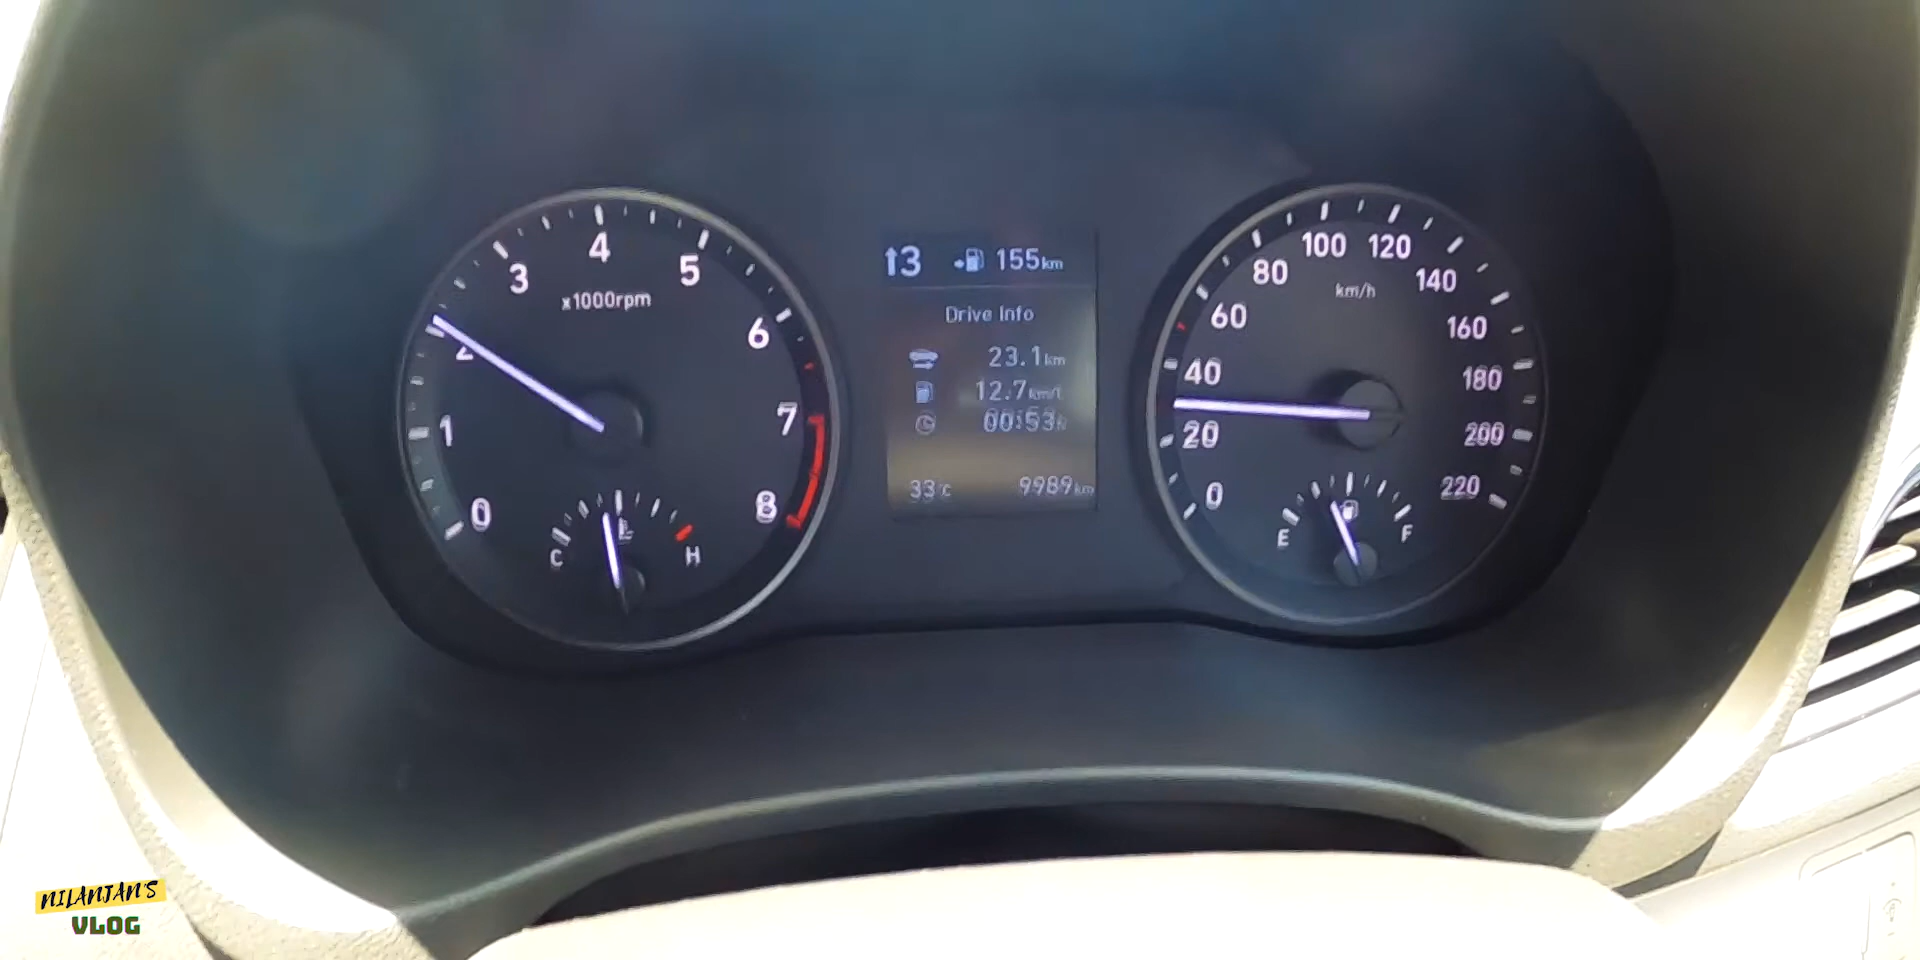 0 1 2 3 4 5 6 7 8
x1000rpm
C H
↑3 155km
Drive Info
23.1km
12.7km/l
00:53h
33°C 9989km
0 20 40 60 80 100 120 140 160 180 200 220
km/h
E F
NILANJAN'S
VLOG